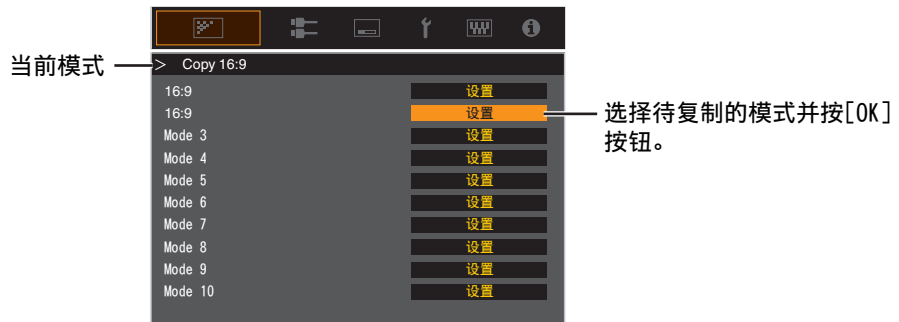 当前模式
> Copy 16:9
16:9 设置
16:9 设置
Mode 3 设置
Mode 4 设置
Mode 5 设置
Mode 6 设置
Mode 7 设置
Mode 8 设置
Mode 9 设置
Mode 10 设置
选择待复制的模式并按[OK]
按钮。